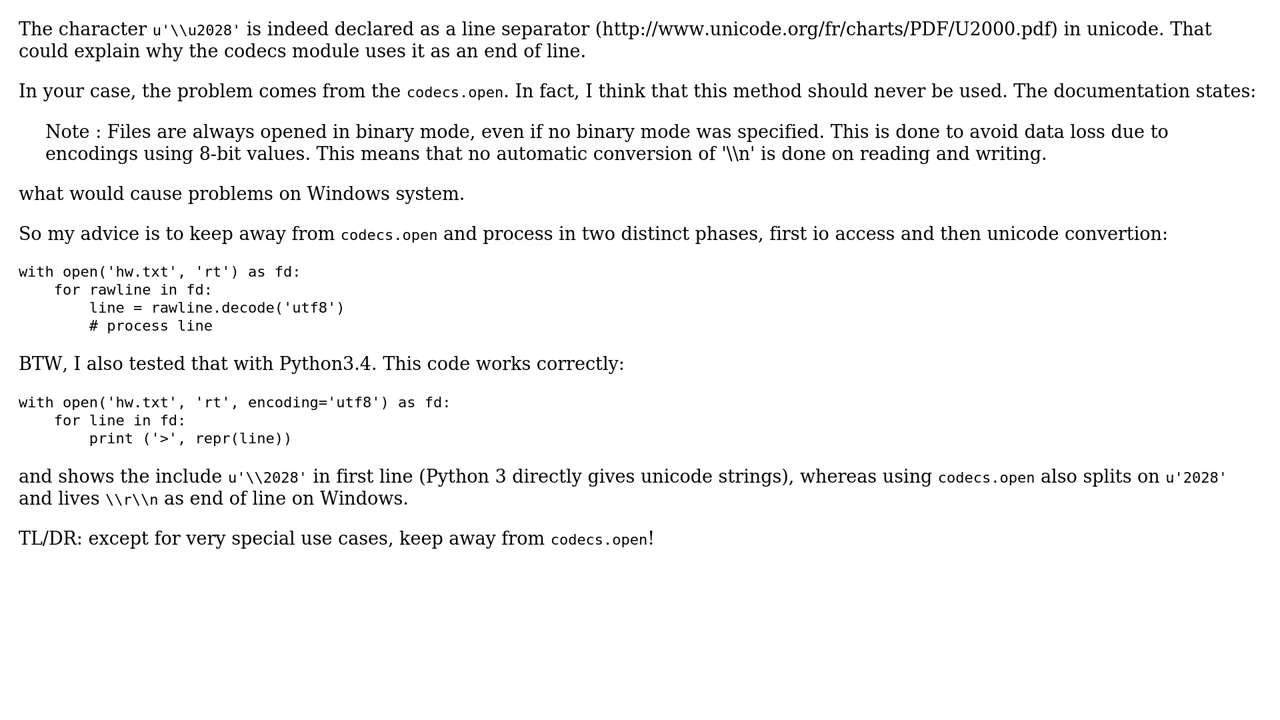 The character u'\\u2028' is indeed declared as a line separator (http://www.unicode.org/fr/charts/PDF/U2000.pdf) in unicode. That
could explain why the codecs module uses it as an end of line.
In your case, the problem comes from the codecs.open. In fact, I think that this method should never be used. The documentation states:
Note : Files are always opened in binary mode, even if no binary mode was specified. This is done to avoid data loss due to
encodings using 8-bit values. This means that no automatic conversion of '\\n' is done on reading and writing.
what would cause problems on Windows system.
So my advice is to keep away from codecs.open and process in two distinct phases, first io access and then unicode convertion:
with open('hw.txt', 'rt') as fd:
    for rawline in fd:
        line = rawline.decode('utf8')
        # process line
BTW, I also tested that with Python3.4. This code works correctly:
with open('hw.txt', 'rt', encoding='utf8') as fd:
    for line in fd:
        print ('>', repr(line))
and shows the include u'\\2028' in first line (Python 3 directly gives unicode strings), whereas using codecs.open also splits on u'2028'
and lives \\r\\n as end of line on Windows.
TL/DR: except for very special use cases, keep away from codecs.open!